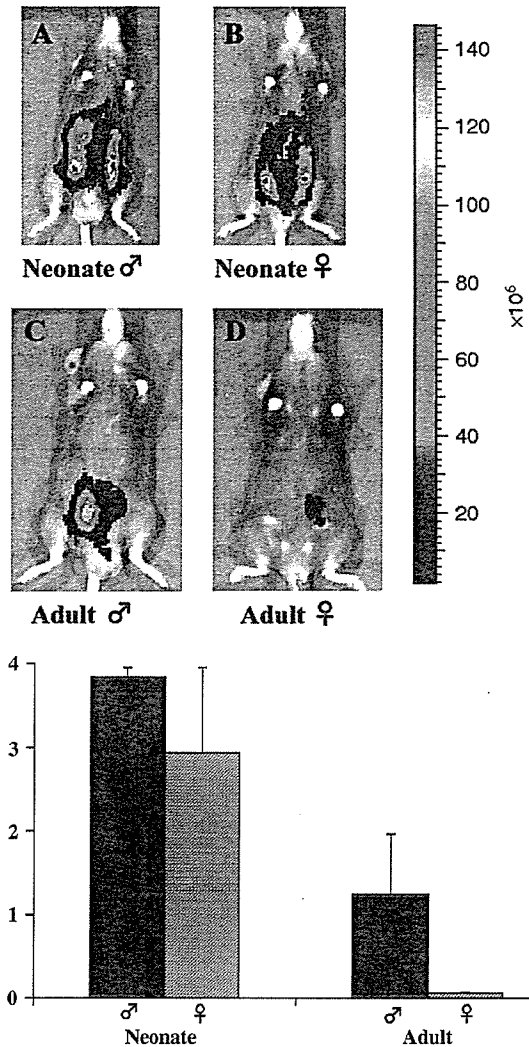 A
B
Neonate ♂
Neonate ♀
C
D
Adult ♂
Adult ♀
140
120
100
80
60
40
20
×10⁶
4
3
2
1
0
♂ ♀ ♂ ♀
Neonate Adult